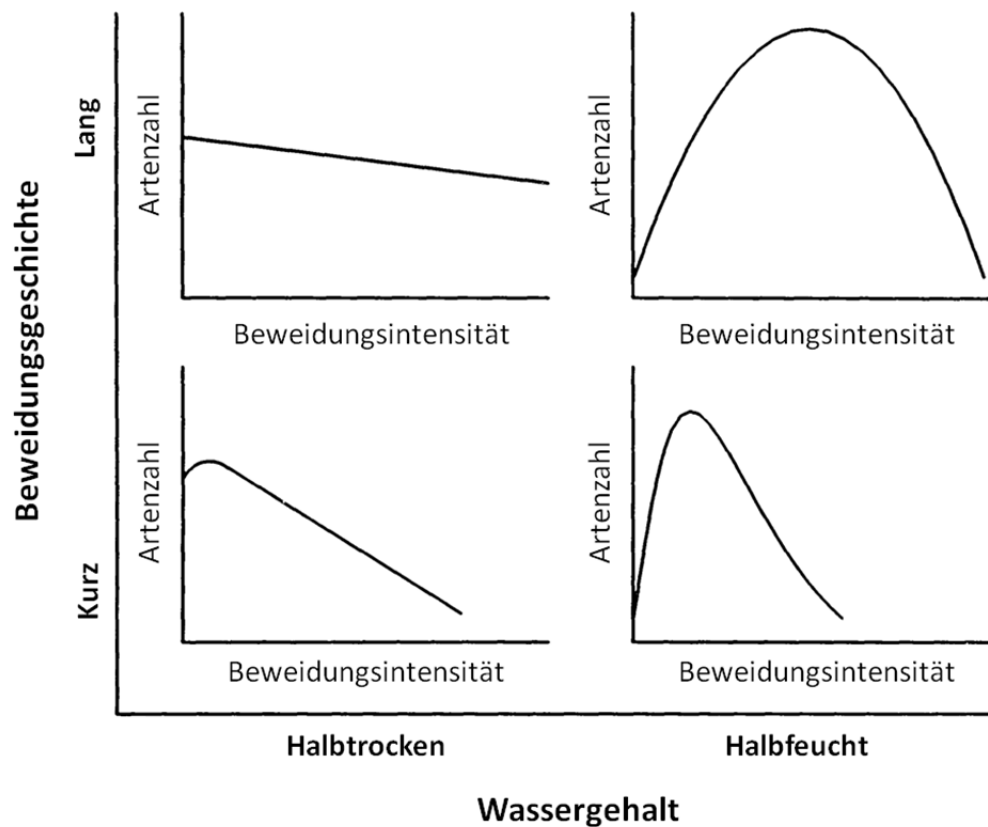 Beweidungsgeschichte
Lang
Artenzahl
Beweidungsintensität
Artenzahl
Beweidungsintensität
Kurz
Artenzahl
Beweidungsintensität
Artenzahl
Beweidungsintensität
Halbtrocken
Halbfeucht
Wassergehalt